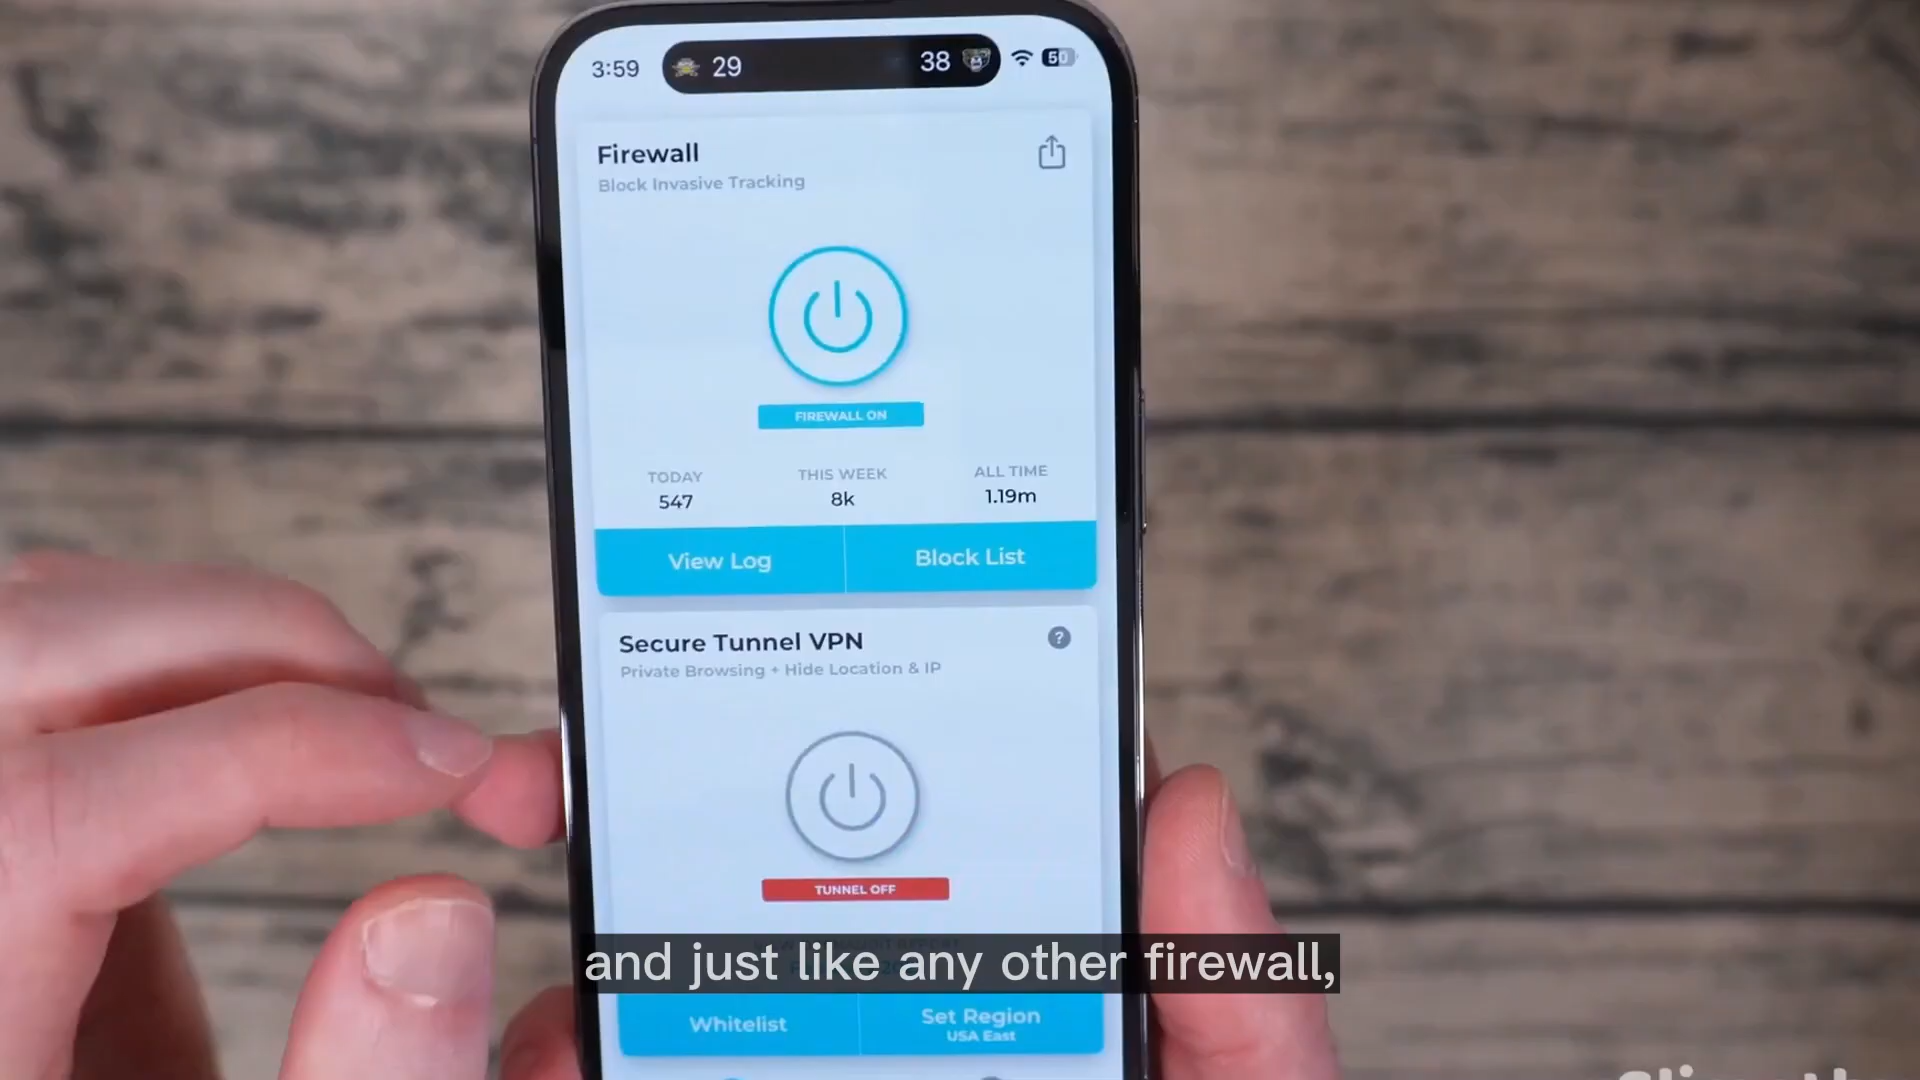 3:59 29 38 50
Firewall
Block Invasive Tracking
FIREWALL ON
TODAY THIS WEEK ALL TIME
547 8k 1.19m
View Log Block List
Secure Tunnel VPN ?
Private Browsing + Hide Location & IP
TUNNEL OFF
and just like any other firewall,
Whitelist Set Region
USA East